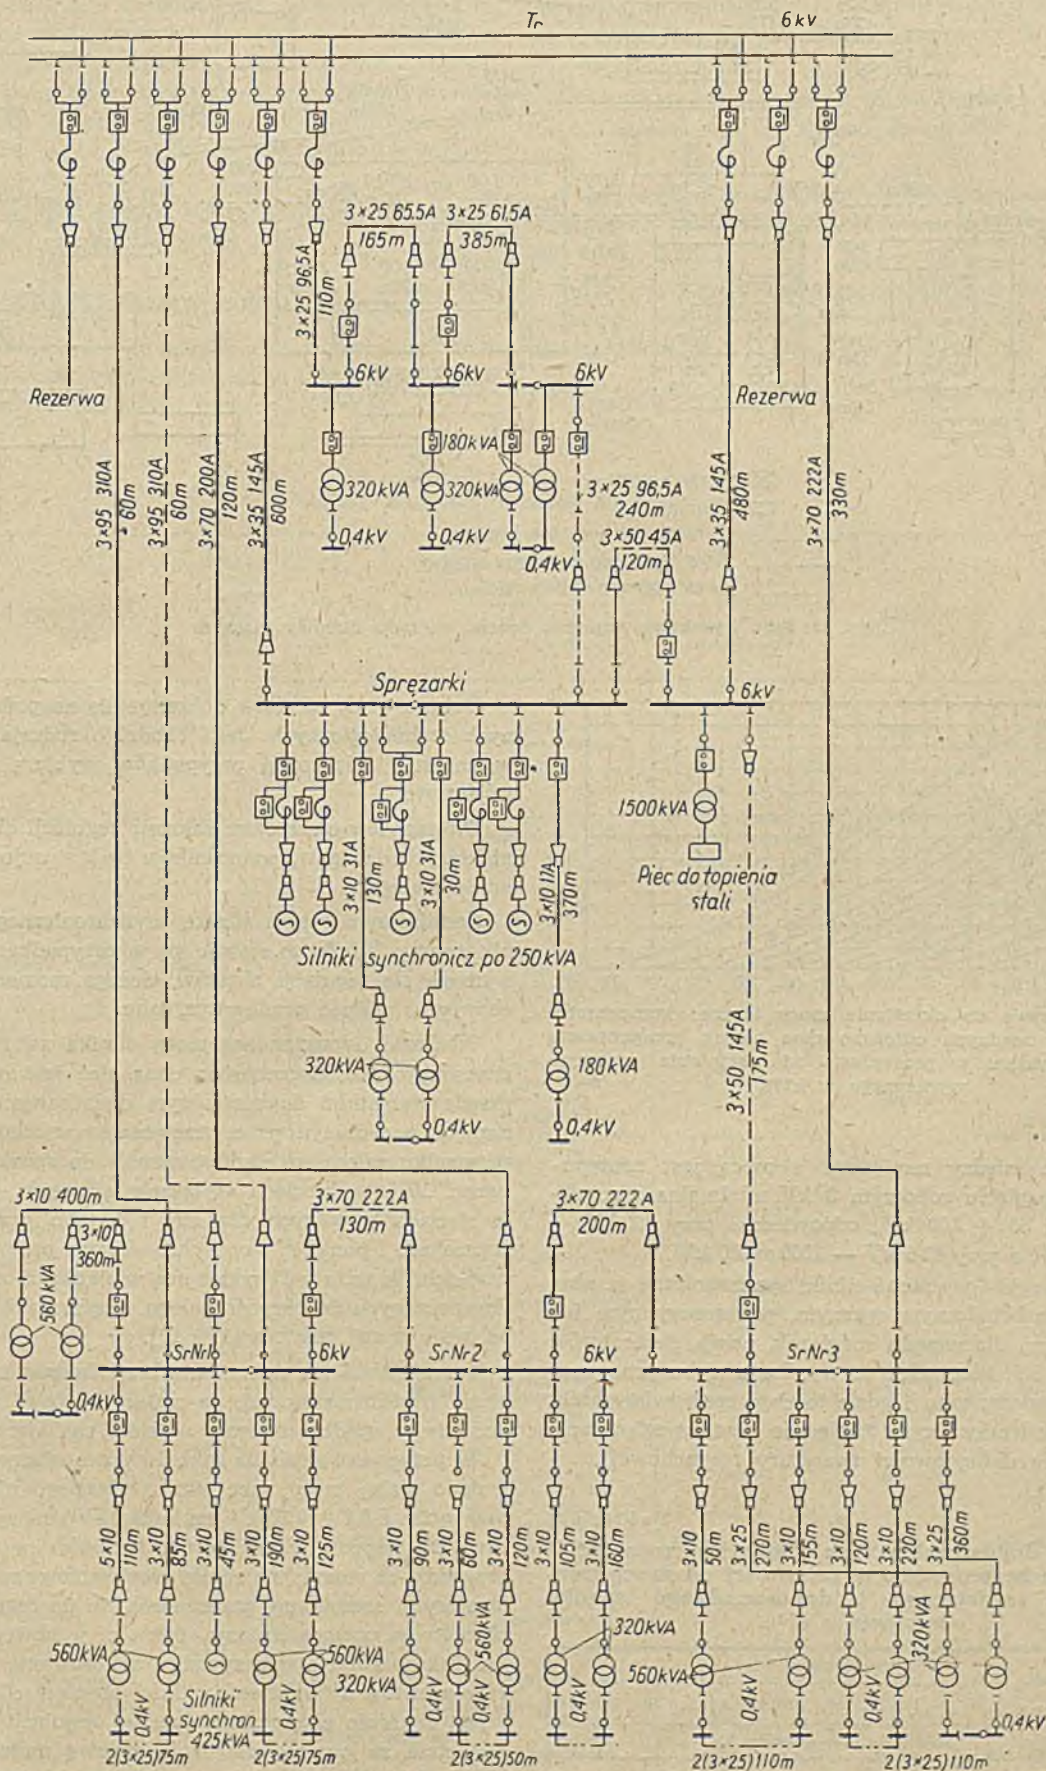 Tr
6kv
3×25 65,5A
165m
3×25 61,5A
385m
3×25 96,5A
110m
6kv
6kv
6kv
Rezerwa
Rezerwa
3×95 310A
60m
3×95 310A
60m
3×70 200A
120m
3×35 145A
600m
3×35 145A
480m
3×70 222A
330m
180kVA
320kVA
320kVA
3×25 96,5A
240m
0,4kV
0,4kV
0,4kV
3×50 45A
120m
Sprężarki
6kV
1500kVA
Piec do topienia
stali
3×10 31A
130m
3×10 31A
30m
3×10 17A
370m
Silniki synchronicz po 250kVA
3×50 145A
175m
320kVA
180kVA
0,4kV
0,4kV
3×10 400m
3×10
360m
3×70 222A
130m
3×70 222A
200m
560kVA
SrNr1
6kV
SrNr2
6kV
SrNr3
0,4kV
5×10
110m
3×10
85m
3×10
45m
3×10
190m
3×10
125m
3×10
90m
3×10
60m
3×10
120m
3×10
105m
3×10
160m
3×10
50m
3×25
270m
3×10
155m
3×10
120m
3×10
220m
3×25
360m
560kVA
560kVA
320kVA
560kVA
320kVA
560kVA
320kVA
0,4kV
Silniki
synchron
425kVA
0,4kV
0,4kV
0,4kV
0,4kV
0,4kV
0,4kV
0,4kV
2(3×25)75m
2(3×25)75m
2(3×25)50m
2(3×25)110m
2(3×25)110m